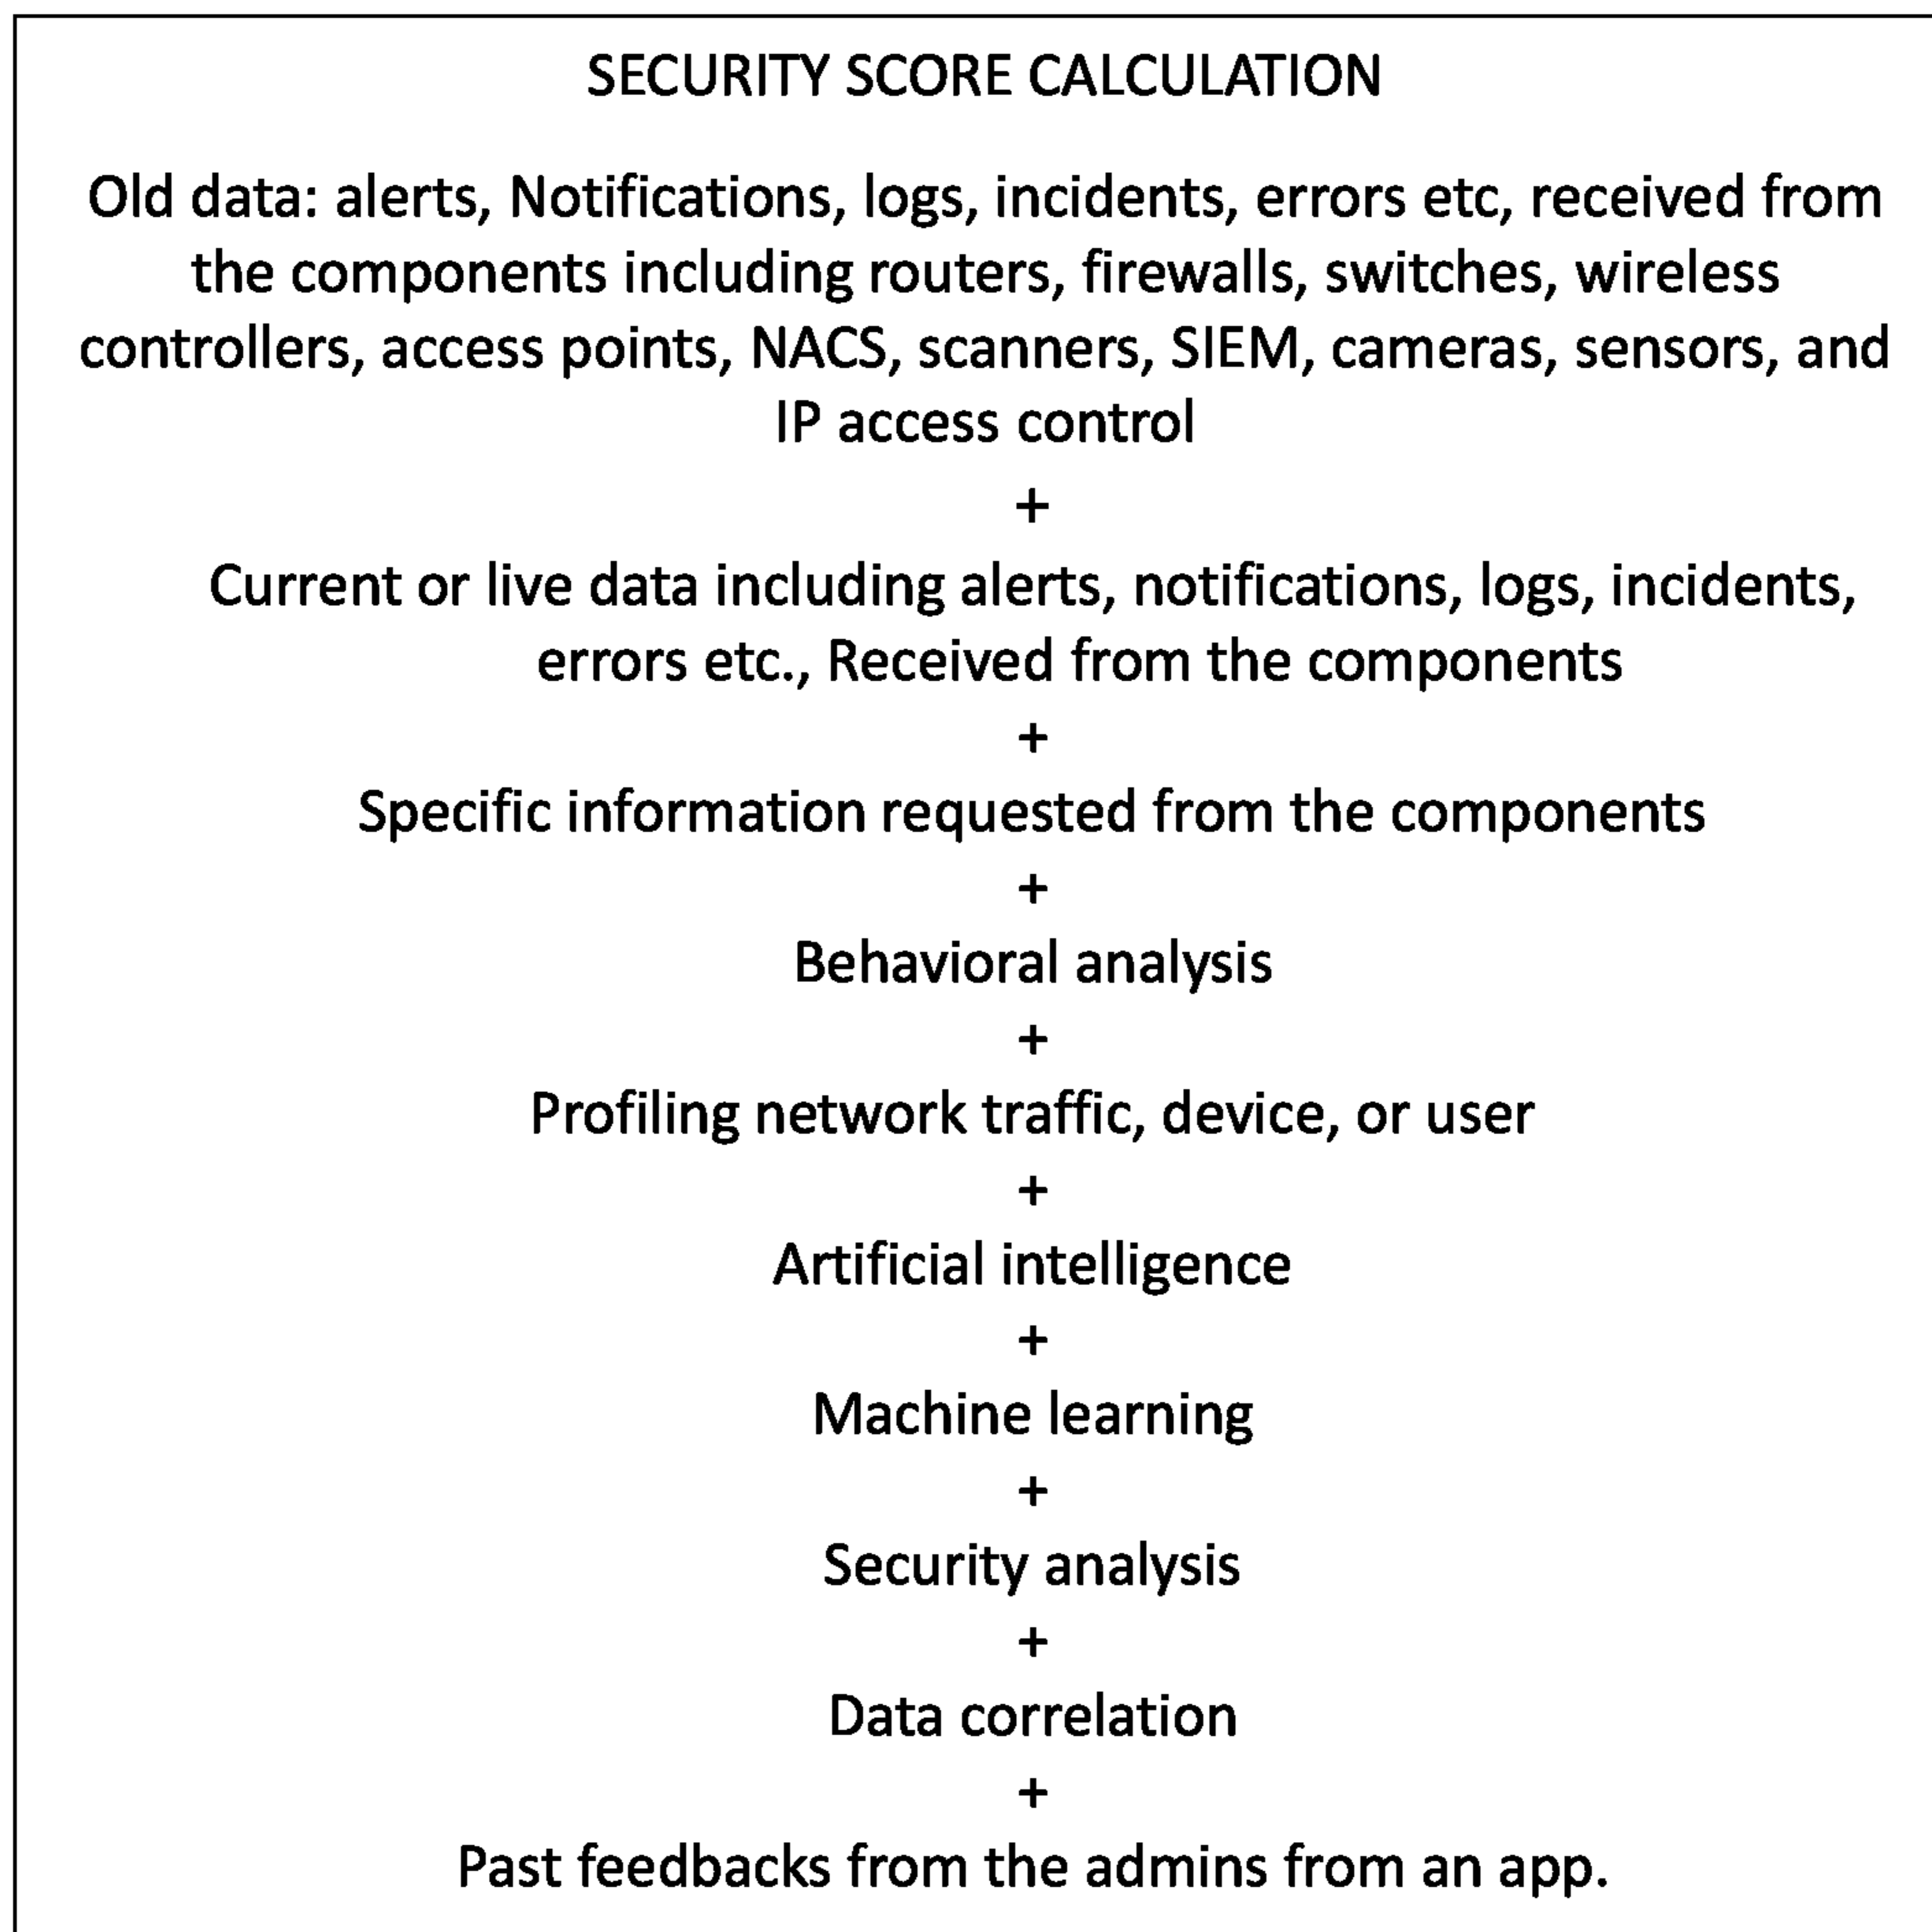 SECURITY SCORE CALCULATION
Old data: alerts, Notifications, logs, incidents, errors etc, received from
the components including routers, firewalls, switches, wireless
controllers, access points, NACS, scanners, SIEM, cameras, sensors, and
IP access control
+
Current or live data including alerts, notifications, logs, incidents,
errors etc., Received from the components
+
Specific information requested from the components
+
Behavioral analysis
+
Profiling network traffic, device, or user
+
Artificial intelligence
+
Machine learning
+
Security analysis
+
Data correlation
+
Past feedbacks from the admins from an app.